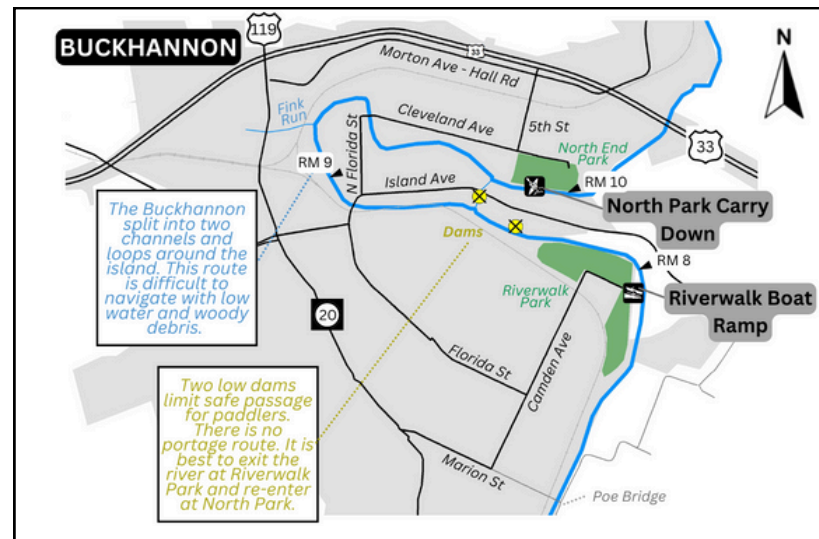 119
BUCKHANNON
33
N
Morton Ave - Hall Rd
Fink
Run
Cleveland Ave
5th St
33
North End
Park
N Florida St
RM 9
Island Ave
RM 10
North Park Carry
Down
The Buckhannon
split into two
channels and
loops around the
island. This route
is difficult to
navigate with low
water and woody
debris.
Dams
RM 8
Riverwalk
Park
Riverwalk Boat
Ramp
20
Florida St
Camden Ave
Two low dams
limit safe passage
for paddlers.
There is no
portage route. It is
best to exit the
river at Riverwalk
Park and re-enter
at North Park.
Marion St
Poe Bridge